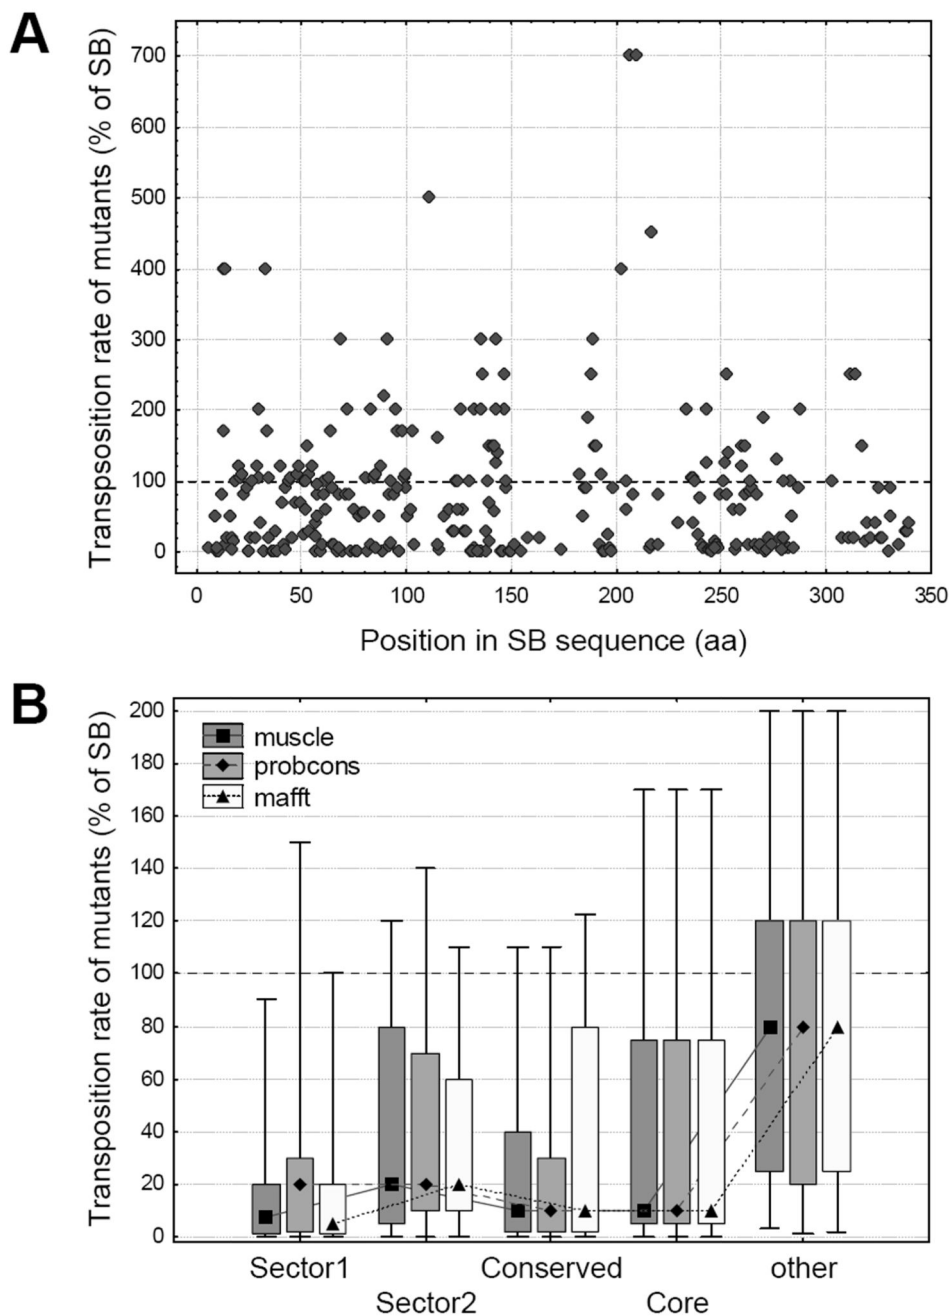 A
Transpsosition rate of mutants (% of SB)
700
600
500
400
300
200
100
0
0 50 100 150 200 250 300 350
Position in SB sequence (aa)
B
Transposition rate of mutants (% of SB)
200
180
160
140
120
100
80
60
40
20
0
muscle
probcons
mafft
Sector1 Conserved other
Sector2 Core